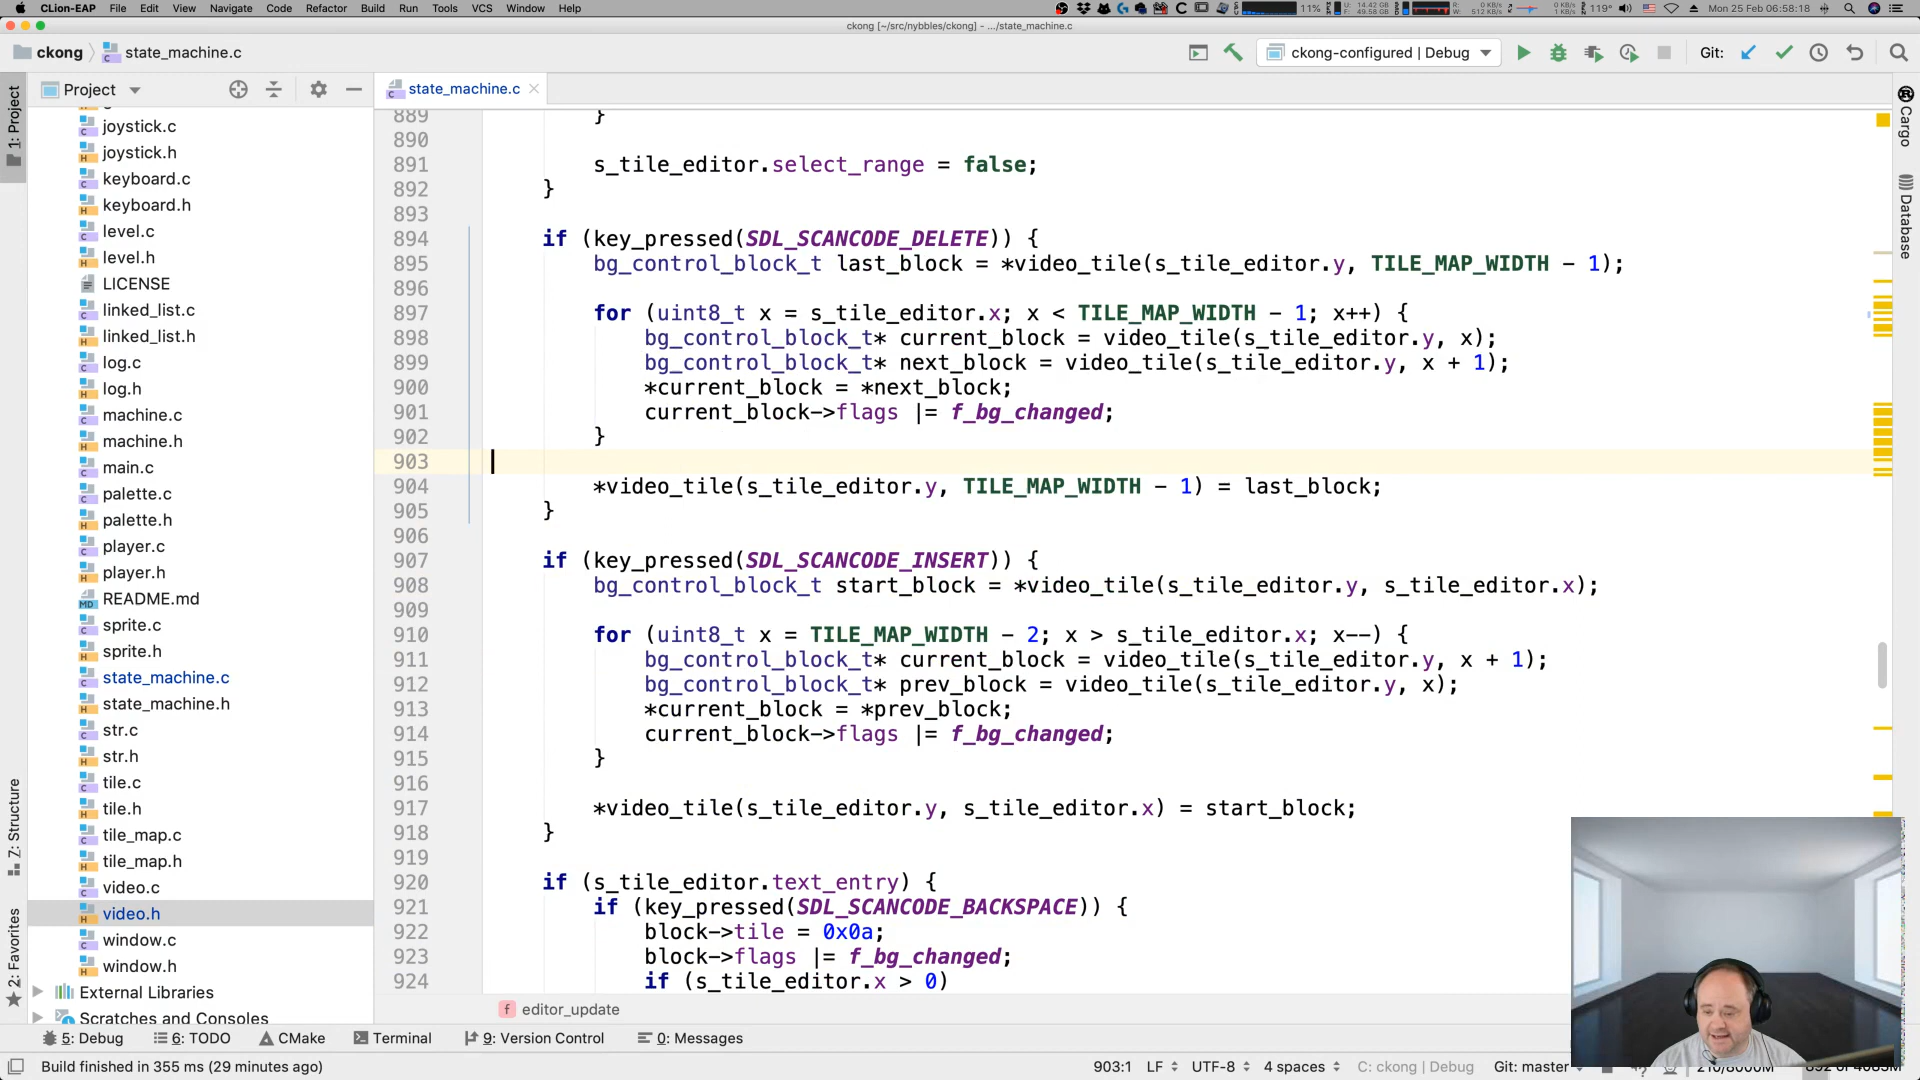 CLion-EAP File Edit View Navigate Code Refactor Build Run Tools VCS Window Help
11% 119° Mon 25 Feb 06:58:18
ckong [~/src/nybbles/ckong] - .../state_machine.c
ckong state_machine.c
ckong-configured | Debug
Git:
1: Project
Project
state_machine.c
joystick.c
joystick.h
keyboard.c
keyboard.h
level.c
level.h
LICENSE
linked_list.c
linked_list.h
log.c
log.h
machine.c
machine.h
main.c
palette.c
palette.h
player.c
player.h
README.md
sprite.c
sprite.h
state_machine.c
state_machine.h
str.c
str.h
tile.c
tile.h
tile_map.c
tile_map.h
video.c
video.h
window.c
window.h
External Libraries
Scratches and Consoles
Z: Structure
2: Favorites
889 }
890
891 s_tile_editor.select_range = false;
892 }
893
894 if (key_pressed(SDL_SCANCODE_DELETE)) {
895 bg_control_block_t last_block = *video_tile(s_tile_editor.y, TILE_MAP_WIDTH - 1);
896
897 for (uint8_t x = s_tile_editor.x; x < TILE_MAP_WIDTH - 1; x++) {
898 bg_control_block_t* current_block = video_tile(s_tile_editor.y, x);
899 bg_control_block_t* next_block = video_tile(s_tile_editor.y, x + 1);
900 *current_block = *next_block;
901 current_block->flags |= f_bg_changed;
902 }
903
904 *video_tile(s_tile_editor.y, TILE_MAP_WIDTH - 1) = last_block;
905 }
906
907 if (key_pressed(SDL_SCANCODE_INSERT)) {
908 bg_control_block_t start_block = *video_tile(s_tile_editor.y, s_tile_editor.x);
909
910 for (uint8_t x = TILE_MAP_WIDTH - 2; x > s_tile_editor.x; x--) {
911 bg_control_block_t* current_block = video_tile(s_tile_editor.y, x + 1);
912 bg_control_block_t* prev_block = video_tile(s_tile_editor.y, x);
913 *current_block = *prev_block;
914 current_block->flags |= f_bg_changed;
915 }
916
917 *video_tile(s_tile_editor.y, s_tile_editor.x) = start_block;
918 }
919
920 if (s_tile_editor.text_entry) {
921 if (key_pressed(SDL_SCANCODE_BACKSPACE)) {
922 block->tile = 0x0a;
923 block->flags |= f_bg_changed;
924 if (s_tile_editor.x > 0)
f editor_update
Cargo
Database
5: Debug 6: TODO CMake Terminal 9: Version Control 0: Messages
Build finished in 355 ms (29 minutes ago) 903:1 LF UTF-8 4 spaces C: ckong | Debug Git: master